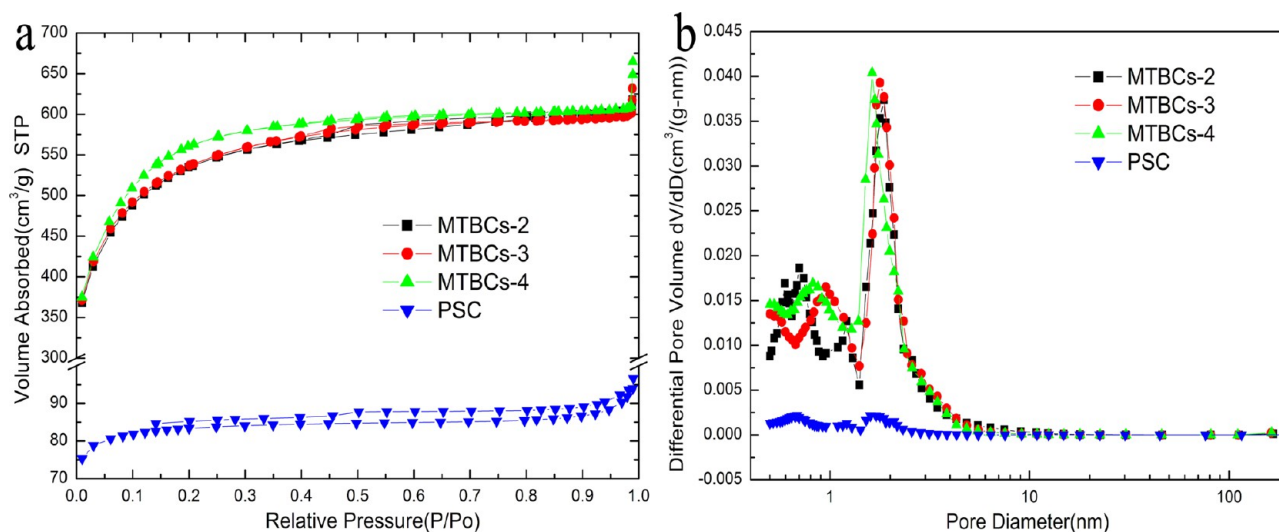 a
Volume Absorbed(cm³/g) STP
700
650
600
550
500
450
400
350
300
90
80
70
MTBCs-2
MTBCs-3
MTBCs-4
PSC
0.0 0.1 0.2 0.3 0.4 0.5 0.6 0.7 0.8 0.9 1.0
Relative Pressure(P/Po)
b
Differential Pore Volume dV/dD(cm³/(g-nm))
0.045
0.040
0.035
0.030
0.025
0.020
0.015
0.010
0.005
0.000
-0.005
MTBCs-2
MTBCs-3
MTBCs-4
PSC
1 10 100
Pore Diameter(nm)